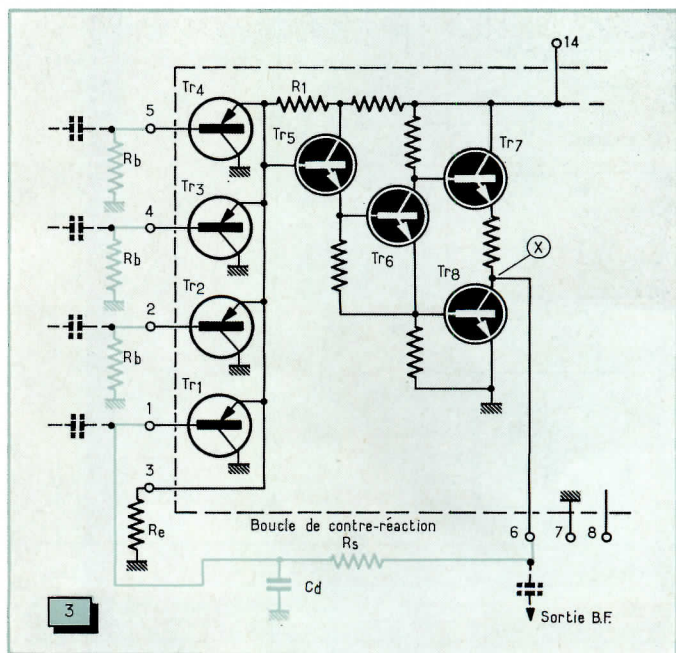 14
Tr4
R1
5
Tr5
Tr7
Rb
Tr3
4
Tr6
X
Rb
Tr8
Tr2
2
Rb
Tr1
1
3
Re
Boucle de contre-réaction
6
7
8
Rs
Cd
3
Sortie B.F.